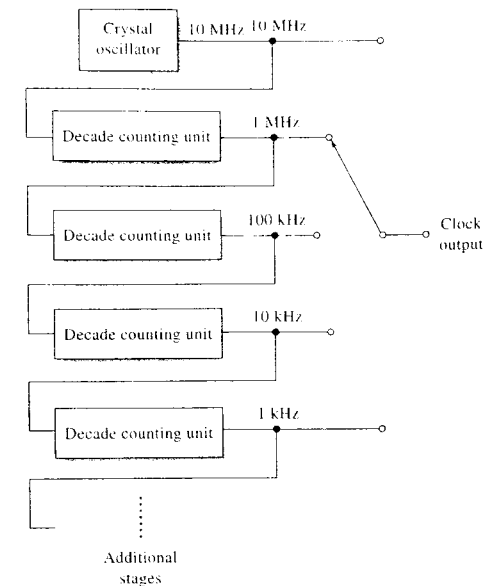 Crystal
oscillator
10 MHz 10 MHz
Decade counting unit
1 MHz
Clock
output
Decade counting unit
100 kHz
Decade counting unit
10 kHz
Decade counting unit
1 kHz
Additional
stages